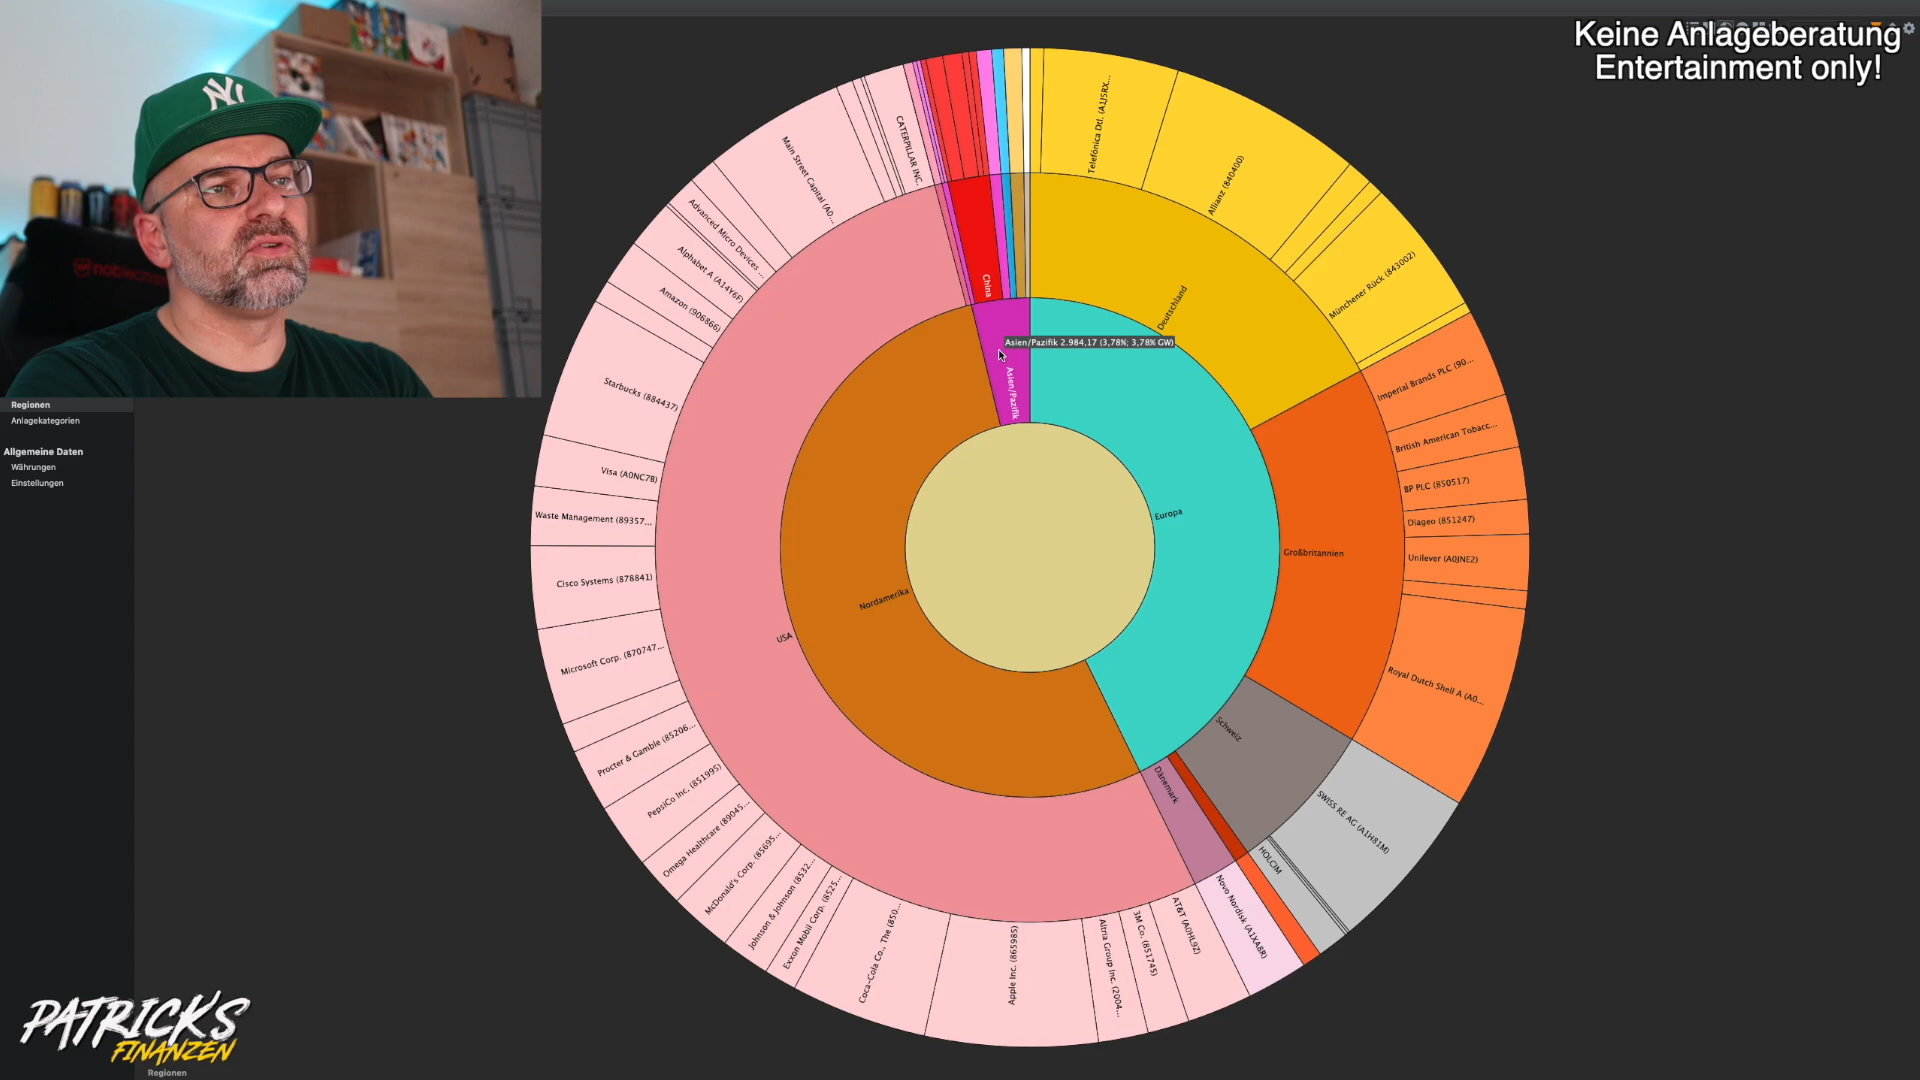 Keine Anlageberatung
Entertainment only!
NY
Regionen
Anlagekategorien
Allgemeine Daten
Währungen
Einstellungen
Asien/Pazifik 2.984,17 (3,78%; 3,78% GW)
Asien/Pazifik
Europa
Nordamerika
China
Deutschland
Großbritannien
Schweiz
Dänemark
USA
Telefónica Dtl. (A1J5RX...
Allianz (840400)
Münchener Rück (843002)
Imperial Brands PLC (90...
British American Tobacc...
BP PLC (850517)
Diageo (851247)
Unilever (A0JNE2)
Royal Dutch Shell A (A0...
SWISS RE AG (A1H81M)
HOLCIM
Novo Nordisk (A1XA8R)
AT&T (A0HL9Z)
3M Co. (851745)
Altria Group Inc. (2004...
Apple Inc. (865985)
Coca-Cola Co., The (850...
Exxon Mobil Corp. (8525...
Johnson & Johnson (8532...
McDonald's Corp. (85695...
Omega Healthcare (89045...
PepsiCo Inc. (851995)
Procter & Gamble (85206...
Microsoft Corp. (870747...
Cisco Systems (878841)
Waste Management (89357...
Visa (A0NC7B)
Starbucks (884437)
Amazon (906866)
Alphabet A (A14Y6F)
Advanced Micro Devices ...
Main Street Capital (A0...
CATERPILLAR INC.
PATRICKS
FINANZEN
Regionen